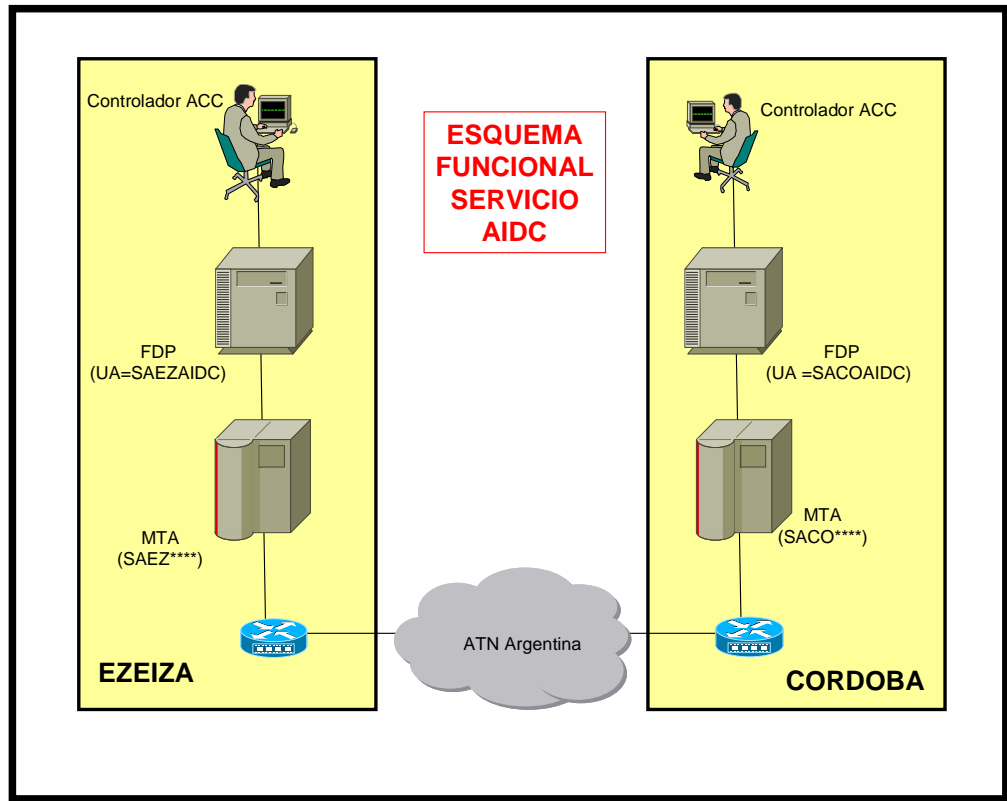 Controlador ACC
FDP
(UA=SAEZAIDC)
MTA
(SAEZ****)
EZEIZA
ESQUEMA
FUNCIONAL
SERVICIO
AIDC
ATN Argentina
Controlador ACC
FDP
(UA =SACOAIDC)
MTA
(SACO****)
CORDOBA